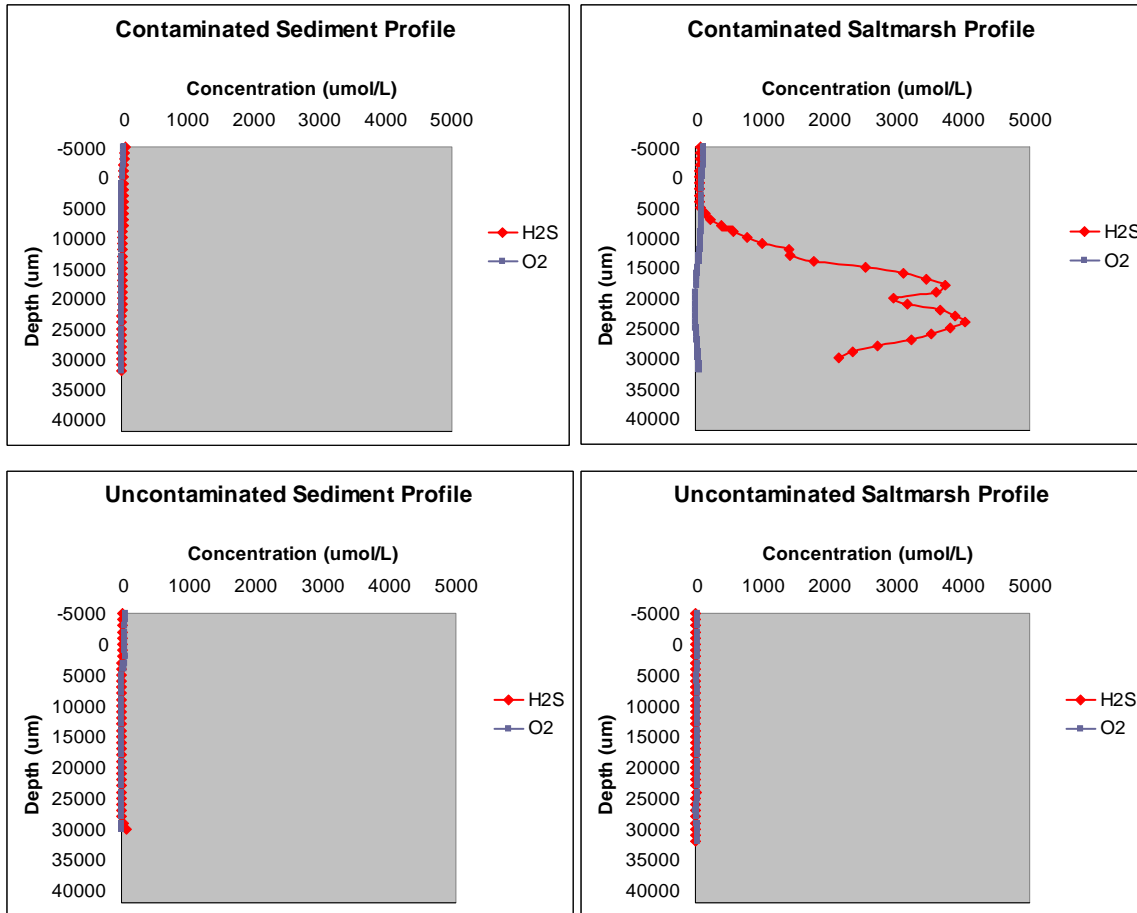 Contaminated Sediment Profile
Concentration (umol/L)
0 1000 2000 3000 4000 5000
Depth (um)
-5000
0
5000
10000
15000
20000
25000
30000
35000
40000
H2S
O2
Contaminated Saltmarsh Profile
Concentration (umol/L)
0 1000 2000 3000 4000 5000
Depth (um)
-5000
0
5000
10000
15000
20000
25000
30000
35000
40000
H2S
O2
Uncontaminated Sediment Profile
Concentration (umol/L)
0 1000 2000 3000 4000 5000
Depth (um)
-5000
0
5000
10000
15000
20000
25000
30000
35000
40000
H2S
O2
Uncontaminated Saltmarsh Profile
Concentration (umol/L)
0 1000 2000 3000 4000 5000
Depth (um)
-5000
0
5000
10000
15000
20000
25000
30000
35000
40000
H2S
O2